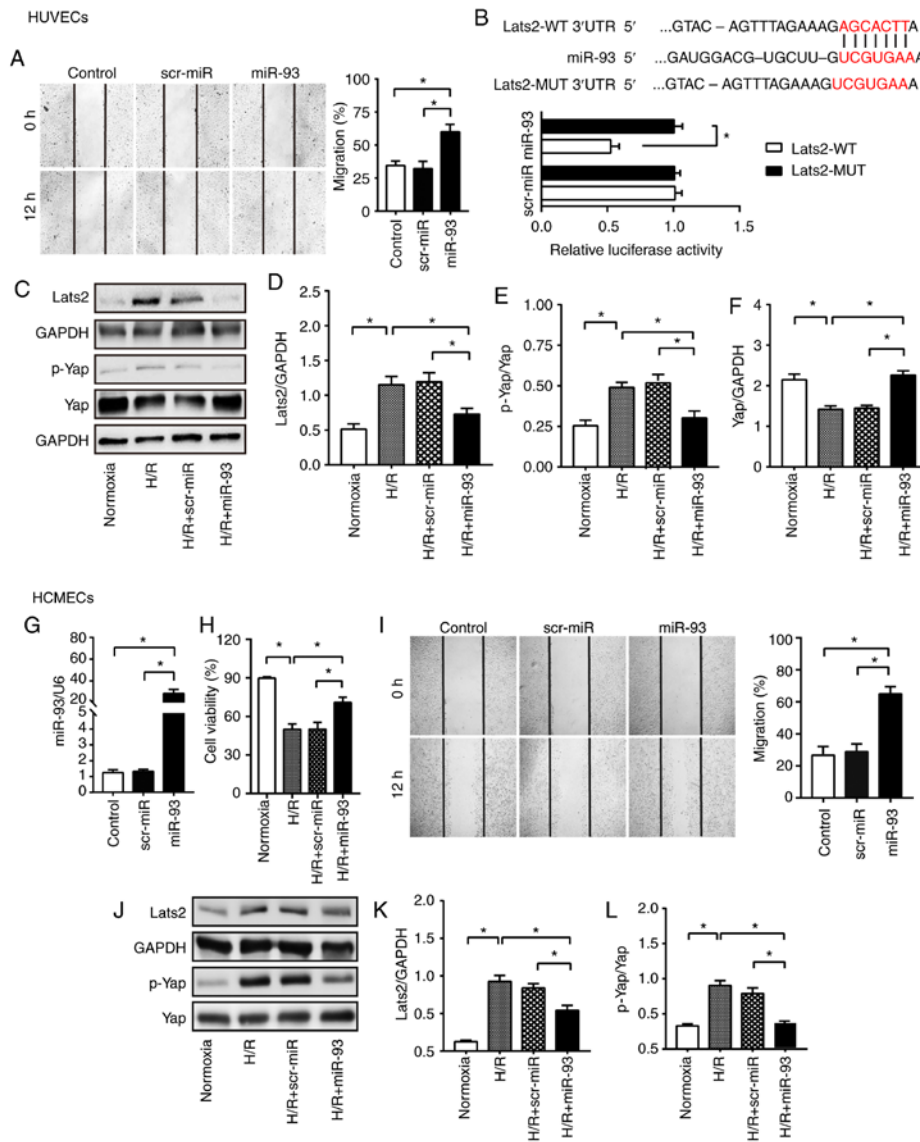 HUVECs
A
Control scr-miR miR-93
0 h
12 h
Migration (%)
100
75
50
25
0
Control
scr-miR
miR-93
*
*
B
Lats2-WT 3′UTR 5′ ...GTAC – AGTTTAGAAAGAGCACTTA
miR-93 5′ ...GAUGGACG–UGCUU–GUCGUGAAA
Lats2-MUT 3′UTR 5′ ...GTAC – AGTTTAGAAAGUCGUGAAA
scr-miR miR-93
*
Lats2-WT
Lats2-MUT
0.0 0.5 1.0 1.5
Relative luciferase activity
C
Lats2
GAPDH
p-Yap
Yap
GAPDH
Normoxia
H/R
H/R+scr-miR
H/R+miR-93
D
Lats2/GAPDH
2.0
1.5
1.0
0.5
0.0
* * *
Normoxia
H/R
H/R+scr-miR
H/R+miR-93
E
p-Yap/Yap
1.00
0.75
0.50
0.25
0.00
* * *
Normoxia
H/R
H/R+scr-miR
H/R+miR-93
F
Yap/GAPDH
4
3
2
1
0
* * *
Normoxia
H/R
H/R+scr-miR
H/R+miR-93
HCMECs
G
miR-93/U6
80
60
40
20
5
4
3
2
1
0
*
*
Control
scr-miR
miR-93
H
Cell viability (%)
120
90
60
30
0
* * *
Normoxia
H/R
H/R+scr-miR
H/R+miR-93
I
Control scr-miR miR-93
0 h
12 h
Migration (%)
100
80
60
40
20
0
*
*
Control
scr-miR
miR-93
J
Lats2
GAPDH
p-Yap
Yap
Normoxia
H/R
H/R+scr-miR
H/R+miR-93
K
Lats2/GAPDH
2.0
1.5
1.0
0.5
0.5
* * *
Normoxia
H/R
H/R+scr-miR
H/R+miR-93
L
p-Yap/Yap
2.0
1.5
1.0
0.5
0.5
* * *
Normoxia
H/R
H/R+scr-miR
H/R+miR-93